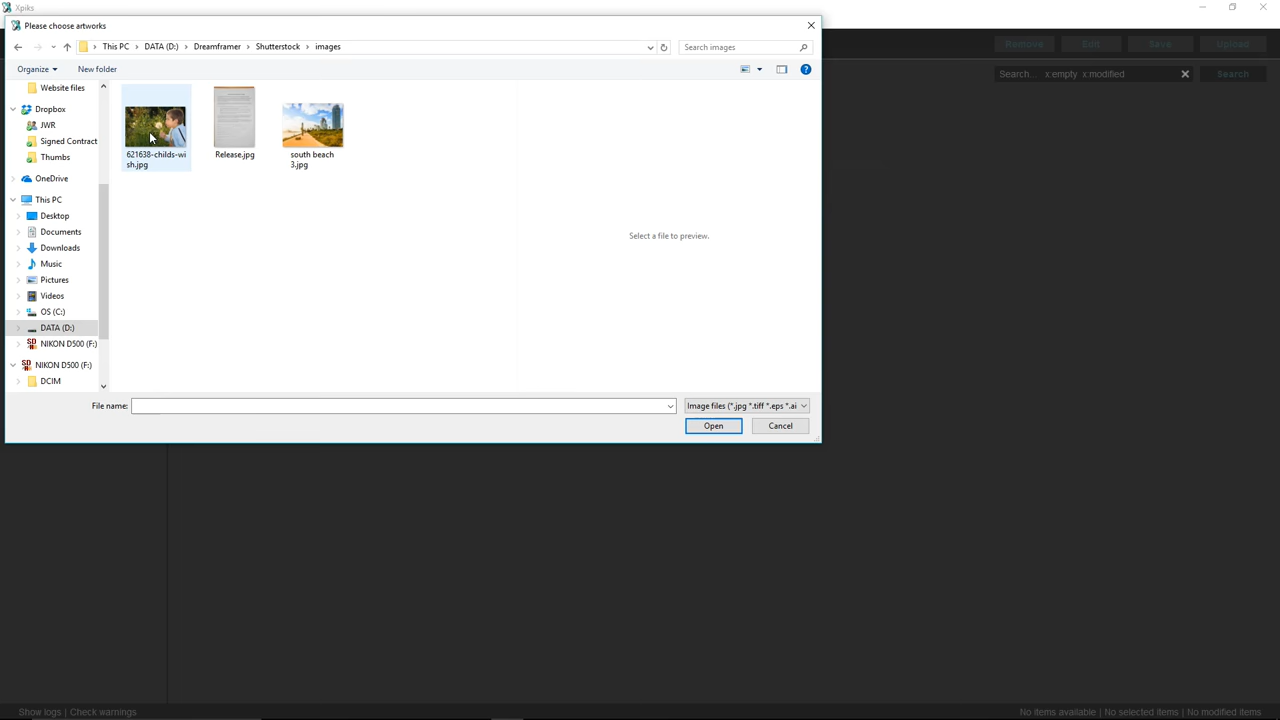 Xpiks
Please choose artworks
This PC > DATA (D:) > Dreamframer > Shutterstock > images
Search images
Remove
Edit
Save
Upload
Organize
New folder
Search... x:empty x:modified
Search
Website files
Dropbox
JWR
Signed Contract
Thumbs
OneDrive
This PC
Desktop
Documents
Downloads
Music
Pictures
Videos
OS (C:)
DATA (D:)
NIKON D500 (F:)
NIKON D500 (F:)
DCIM
621638-childs-wi
sh.jpg
Release.jpg
south beach
3.jpg
Select a file to preview.
File name:
Image files (*.jpg *.tiff *.eps *.ai
Open
Cancel
Show logs | Check warnings
No items available | No selected items | No modified items